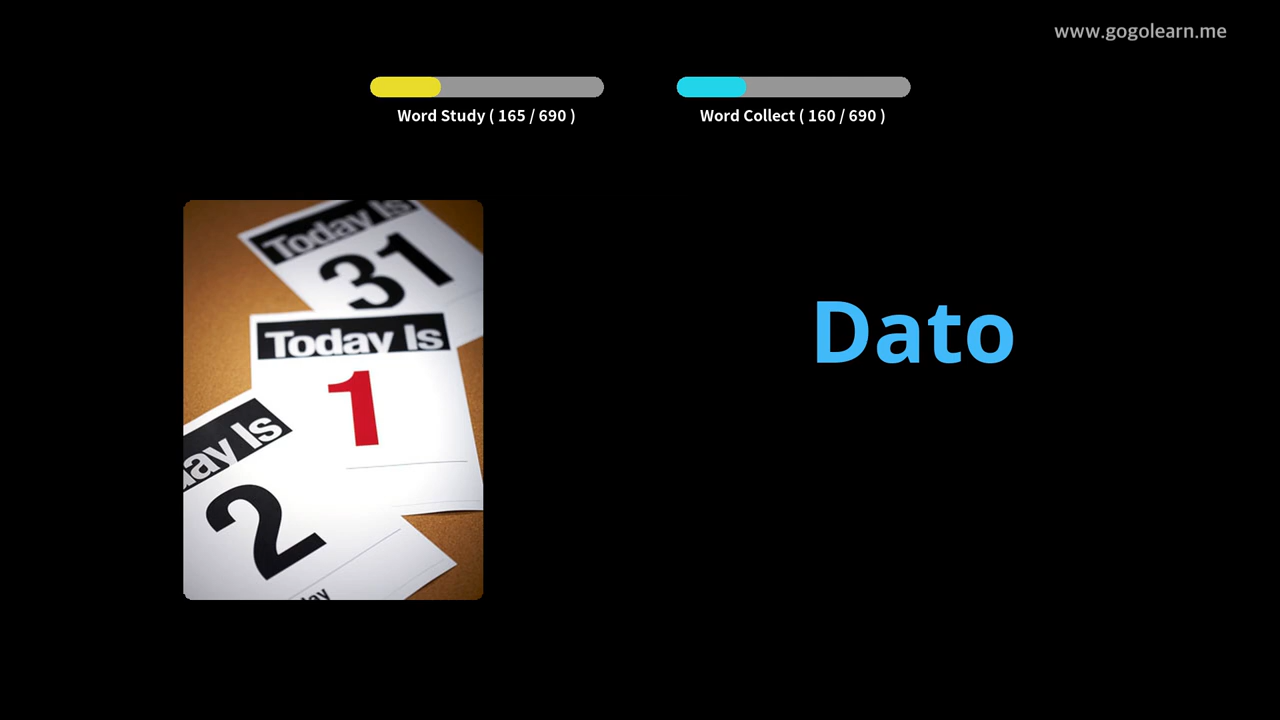 www.gogolearn.me
Word Study ( 165 / 690 )
Word Collect ( 160 / 690 )
Today Is
31
Today Is
1
Dato
ay Is
2
ay